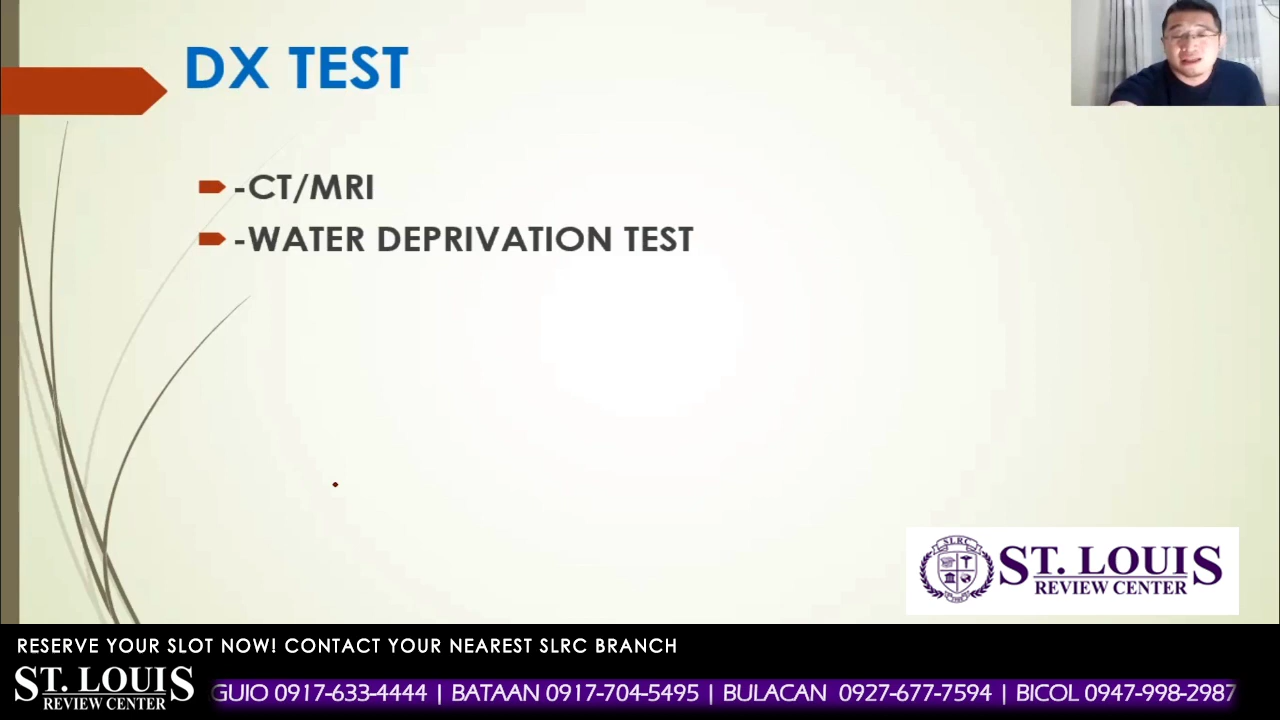 DX TEST
-CT/MRI
-WATER DEPRIVATION TEST
SLRC
ST. LOUIS
REVIEW CENTER
RESERVE YOUR SLOT NOW! CONTACT YOUR NEAREST SLRC BRANCH
ST. LOUIS
REVIEW CENTER
GUIO 0917-633-4444 | BATAAN 0917-704-5495 | BULACAN 0927-677-7594 | BICOL 0947-998-2987